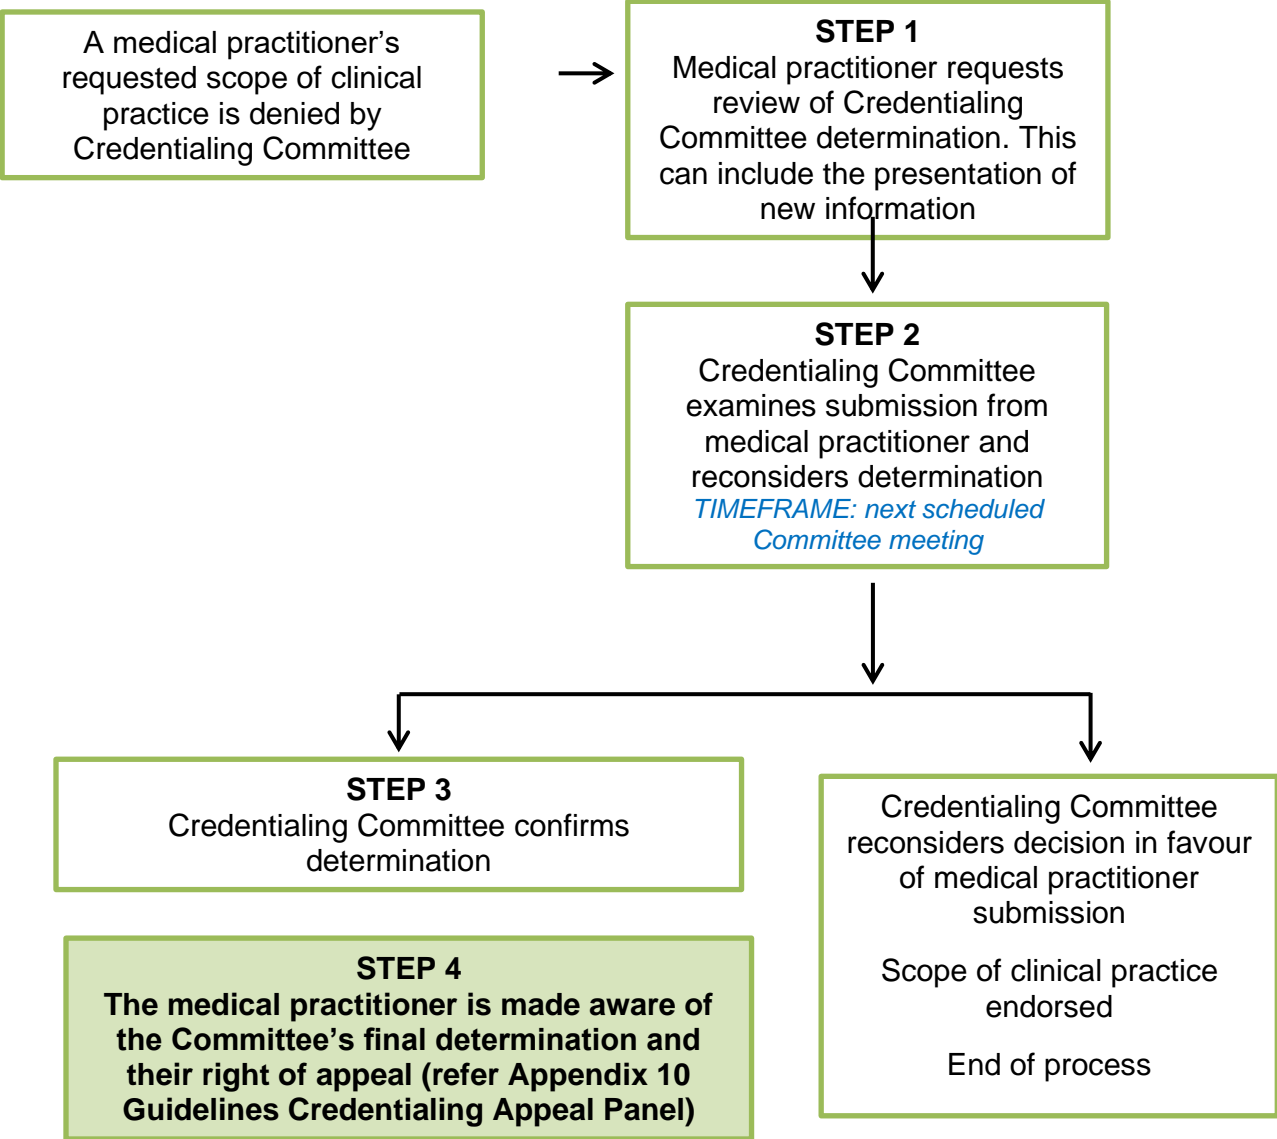 A medical practitioner’s
requested scope of clinical
practice is denied by
Credentialing Committee
STEP 1
Medical practitioner requests
review of Credentialing
Committee determination. This
can include the presentation of
new information
STEP 2
Credentialing Committee
examines submission from
medical practitioner and
reconsiders determination
TIMEFRAME: next scheduled
Committee meeting
STEP 3
Credentialing Committee confirms
determination
STEP 4
The medical practitioner is made aware of
the Committee’s final determination and
their right of appeal (refer Appendix 10
Guidelines Credentialing Appeal Panel)
Credentialing Committee
reconsiders decision in favour
of medical practitioner
submission
Scope of clinical practice
endorsed
End of process